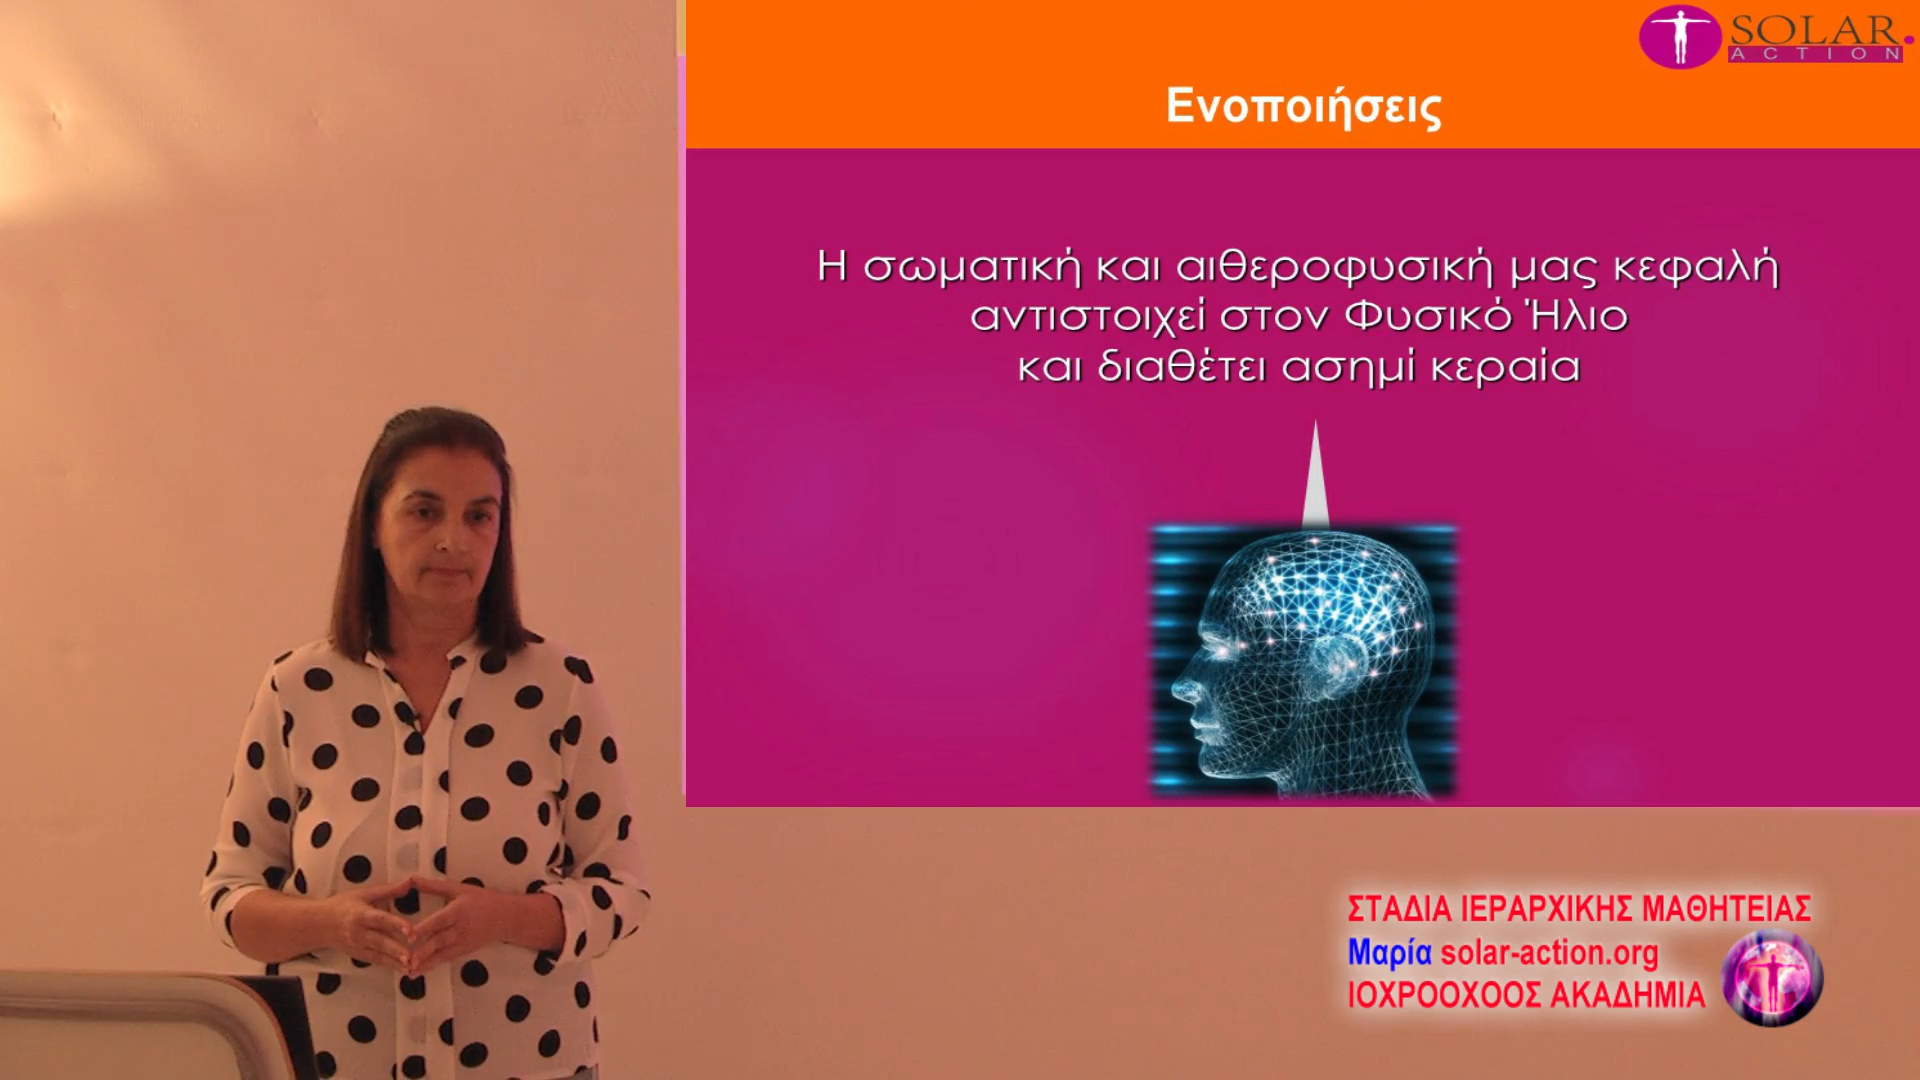 SOLAR.
ACTION
Ενοποιήσεις
Η σωματική και αιθεροφυσική μας κεφαλή
αντιστοιχεί στον Φυσικό Ήλιο
και διαθέτει ασημί κεραία
ΣΤΑΔΙΑ ΙΕΡΑΡΧΙΚΗΣ ΜΑΘΗΤΕΙΑΣ
Μαρία solar-action.org
ΙΟΧΡΟΟΧΟΟΣ ΑΚΑΔΗΜΙΑ